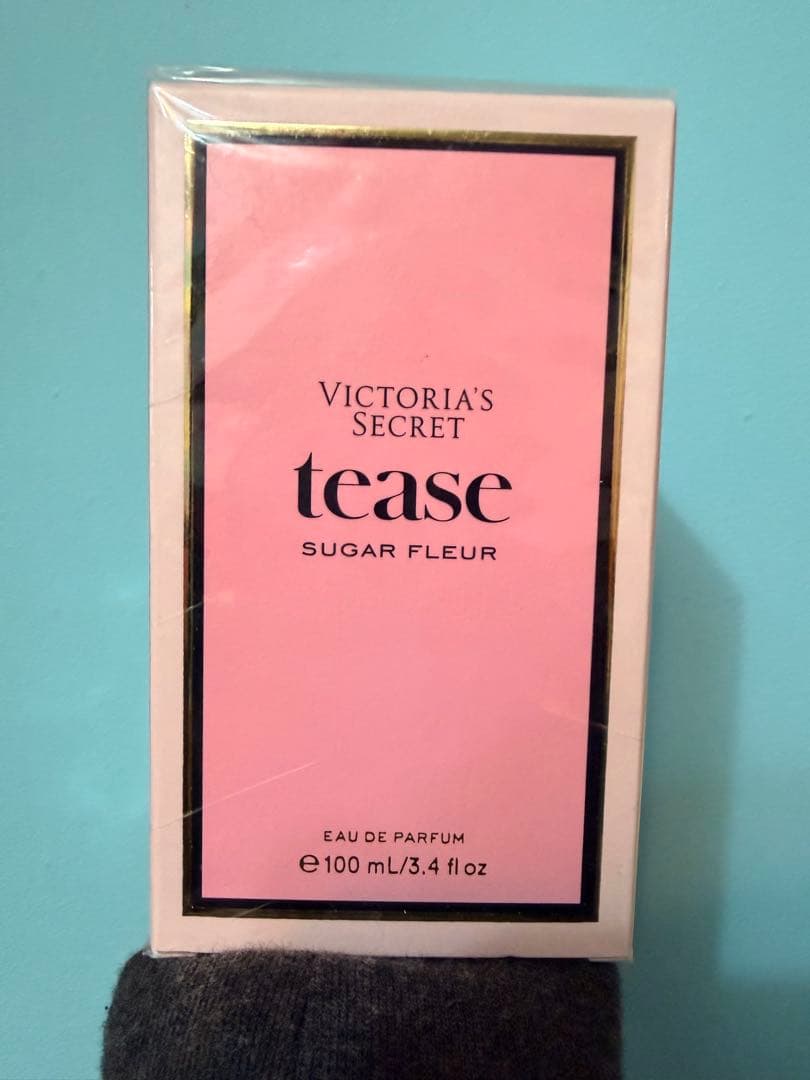 VICTORIA'S
SECRET
tease
SUGAR FLEUR
EAU DE PARFUM
℮100 mL/3.4 fl oz